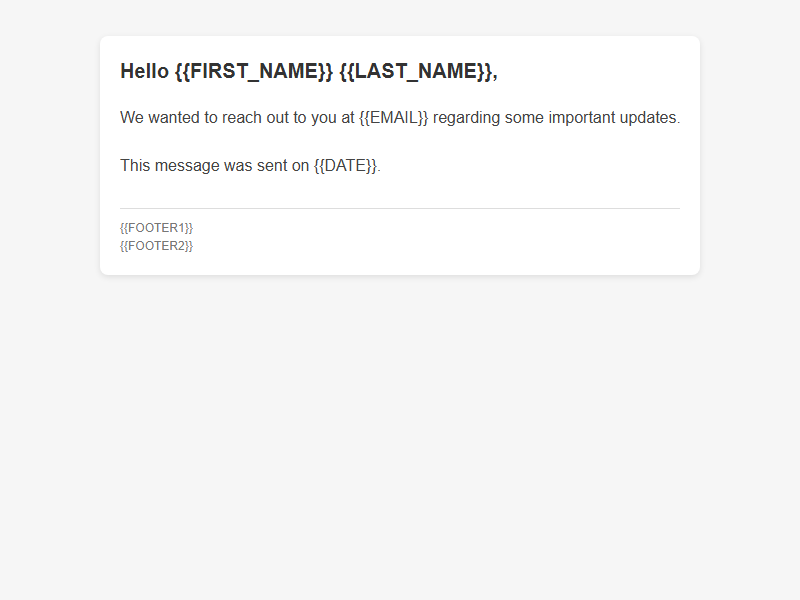 Hello {{FIRST_NAME}} {{LAST_NAME}},
We wanted to reach out to you at {{EMAIL}} regarding some important updates.
This message was sent on {{DATE}}.
{{FOOTER1}}
{{FOOTER2}}